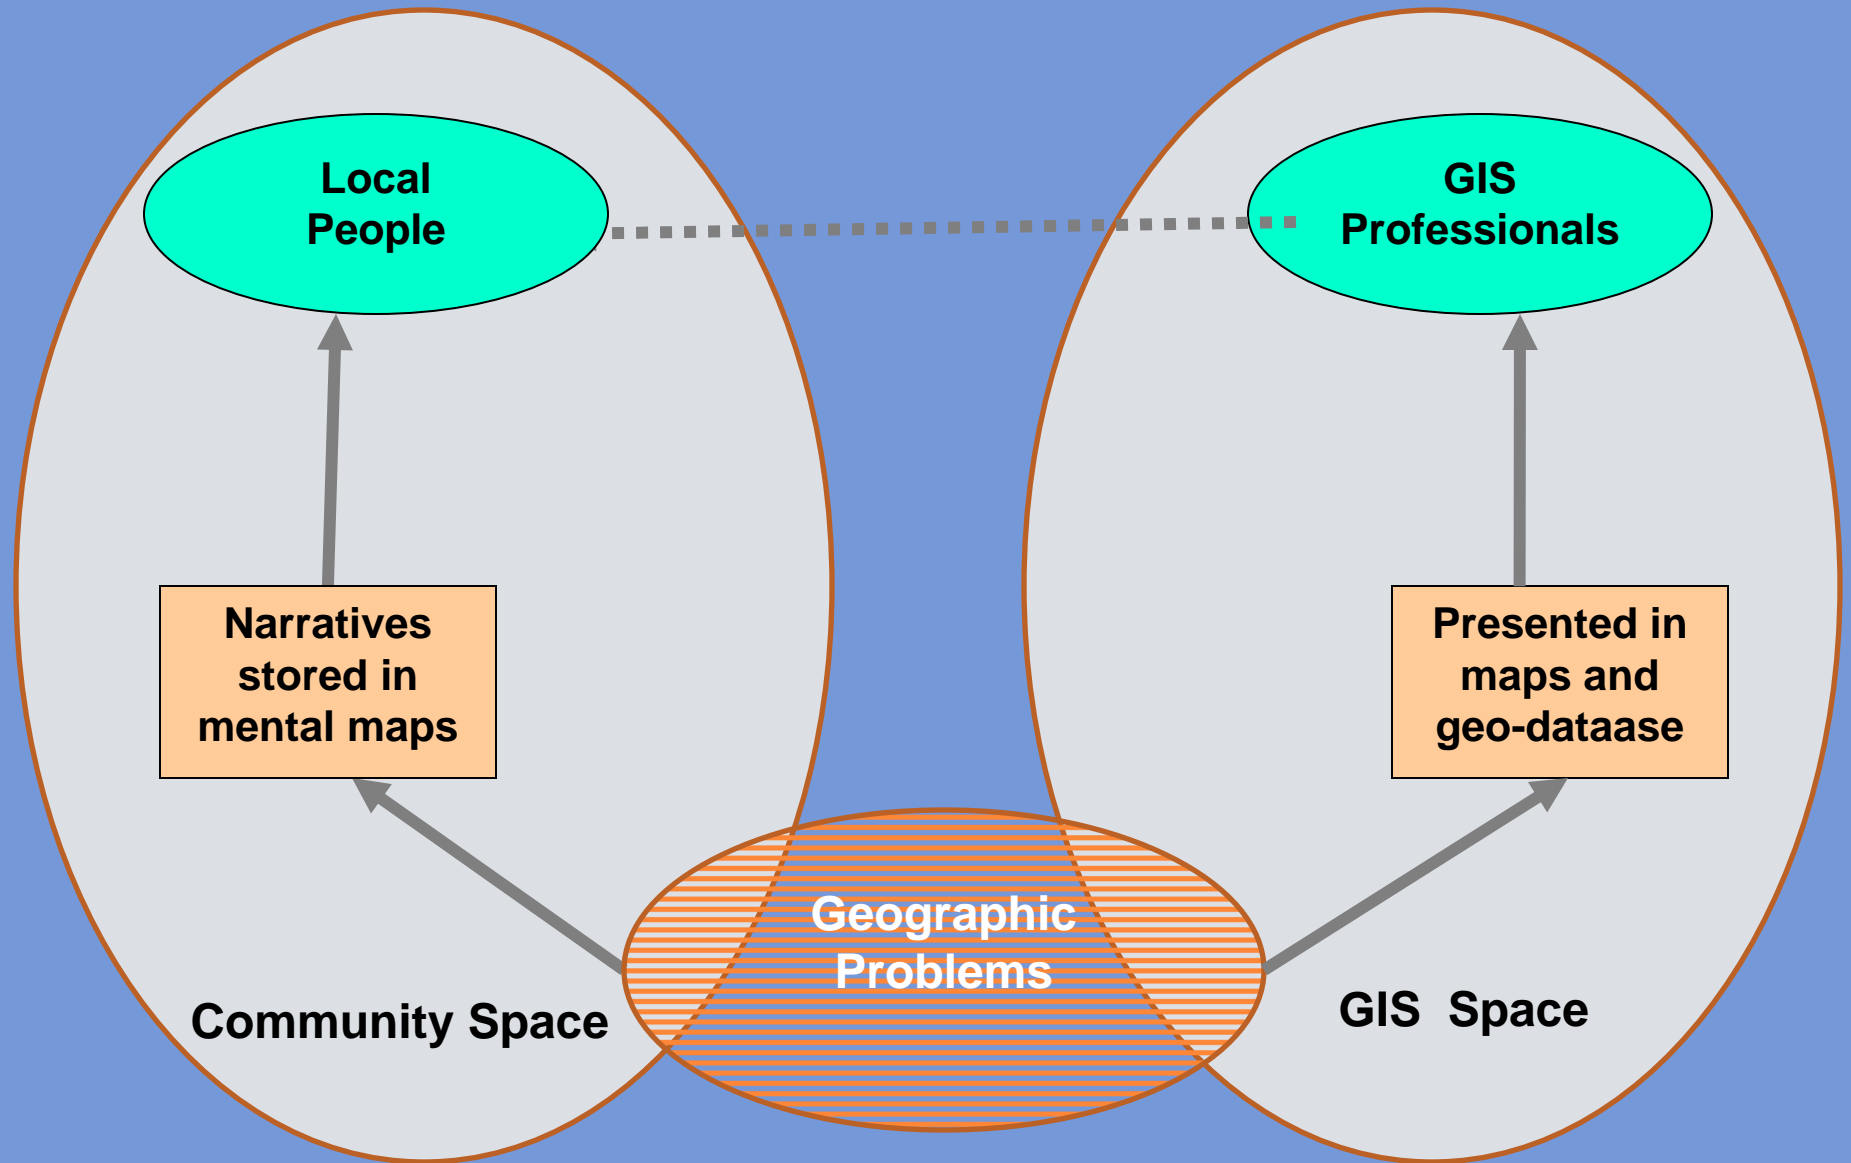 Local
People
GIS
Professionals
Narratives
stored in
mental maps
Presented in
maps and
geo-dataase
Geographic
Problems
Community Space
GIS  Space